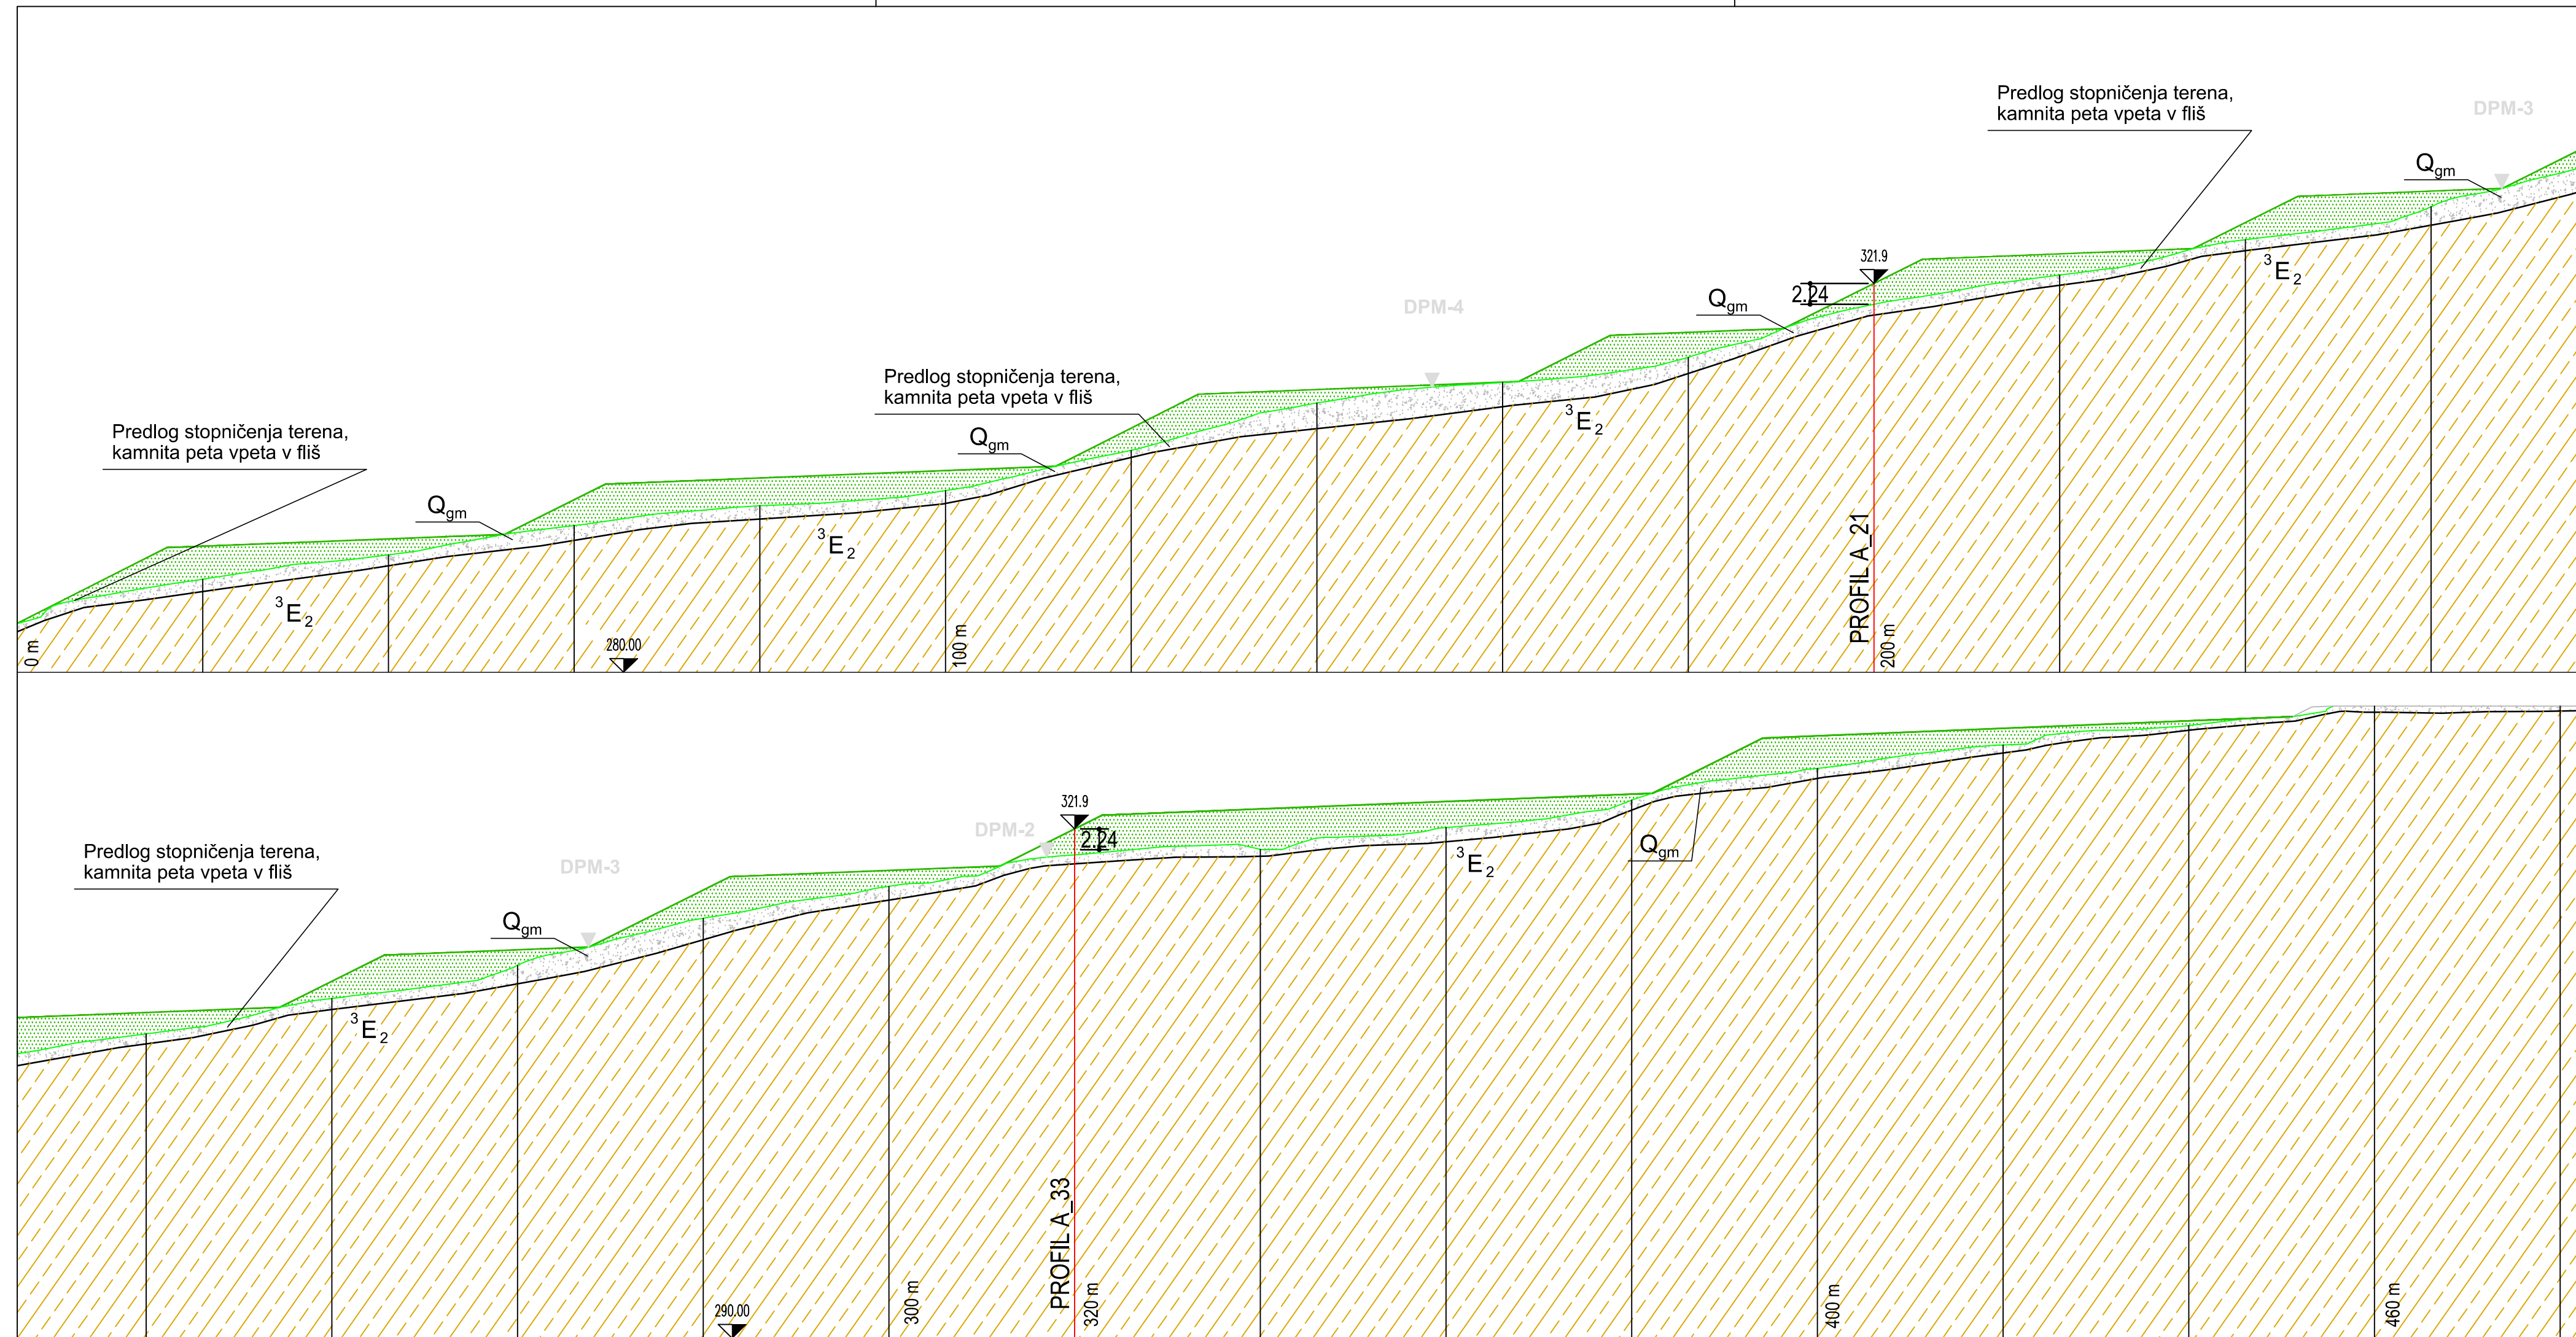 Predlog stopničenja terena,
kamnita peta vpeta v fliš
DPM-3
Qgm
321.9
2.24
Qgm
3E2
DPM-4
Predlog stopničenja terena,
kamnita peta vpeta v fliš
Qgm
3E2
Predlog stopničenja terena,
kamnita peta vpeta v fliš
Qgm
3E2
3E2
PROFIL A_21
0 m
280.00
100 m
200 m
321.9
2.24
DPM-2
Predlog stopničenja terena,
kamnita peta vpeta v fliš
DPM-3
Qgm
3E2
Qgm
3E2
PROFIL A_33
290.00
300 m
320 m
400 m
460 m